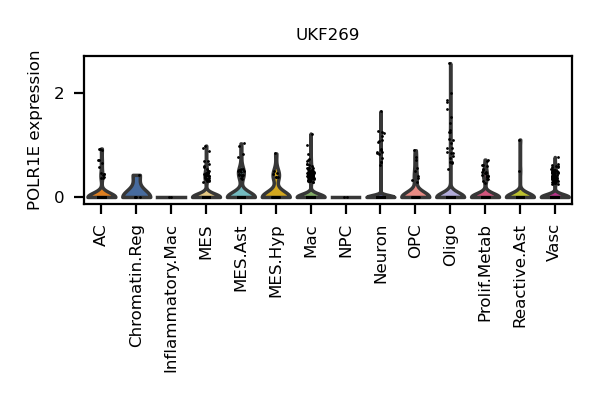 UKF269
POLR1E expression
2
0
AC
Chromatin.Reg
Inflammatory.Mac
MES
MES.Ast
MES.Hyp
Mac
NPC
Neuron
OPC
Oligo
Prolif.Metab
Reactive.Ast
Vasc